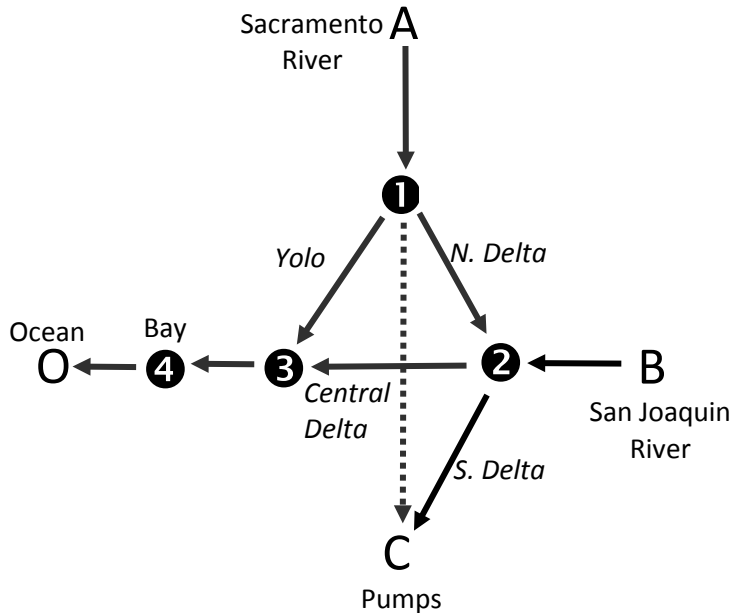 Sacramento
River
A
1
Yolo
N. Delta
Ocean
O
Bay
4
3
Central
Delta
2
B
San Joaquin
River
S. Delta
C
Pumps